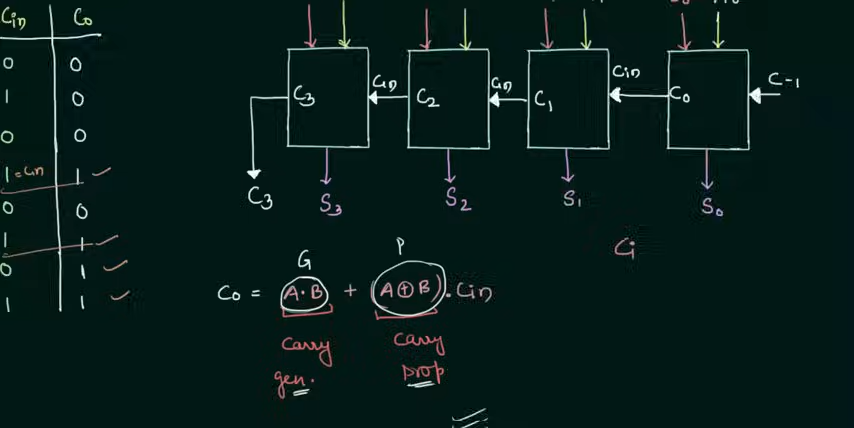 Cin Co
0 0
1 0
0 0
1 = Cin 1
0 0
1 1
0 1
1 1
C3 Cin C2 Cin C1 Cin C0 C-1
C3 S3 S2 S1 S0
Ci
G P
Co = A·B + (A⊕B).Cin
Carry Carry
gen. prop